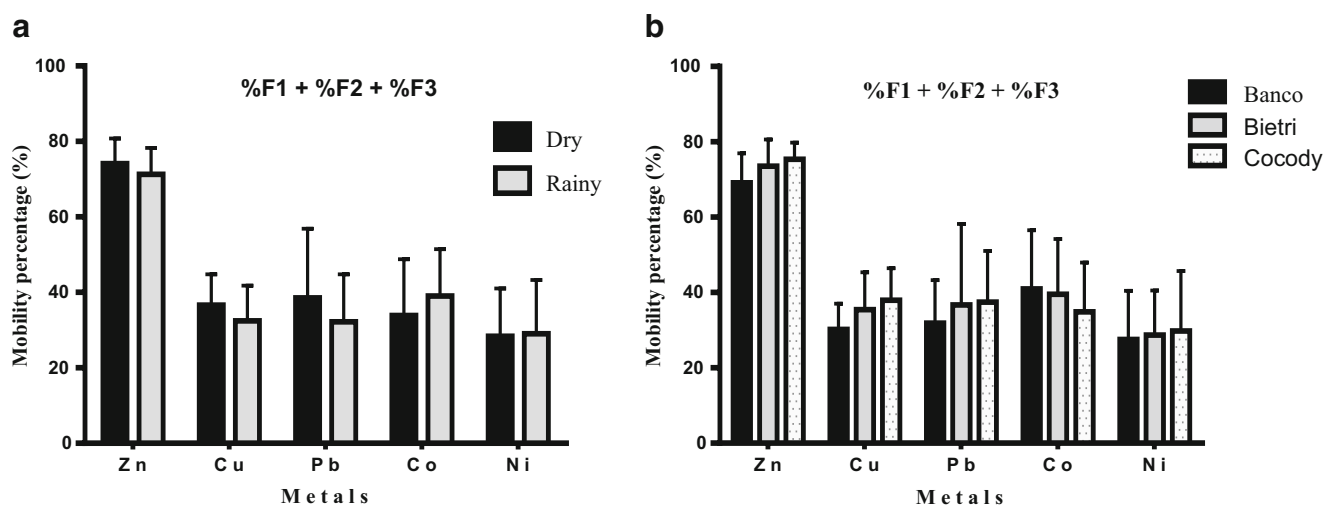 a
%F1 + %F2 + %F3
Dry
Rainy
Mobility percentage (%)
100
80
60
40
20
0
Zn Cu Pb Co Ni
Metals
b
%F1 + %F2 + %F3
Banco
Bietri
Cocody
Mobility percentage (%)
100
80
60
40
20
0
Zn Cu Pb Co Ni
Metals